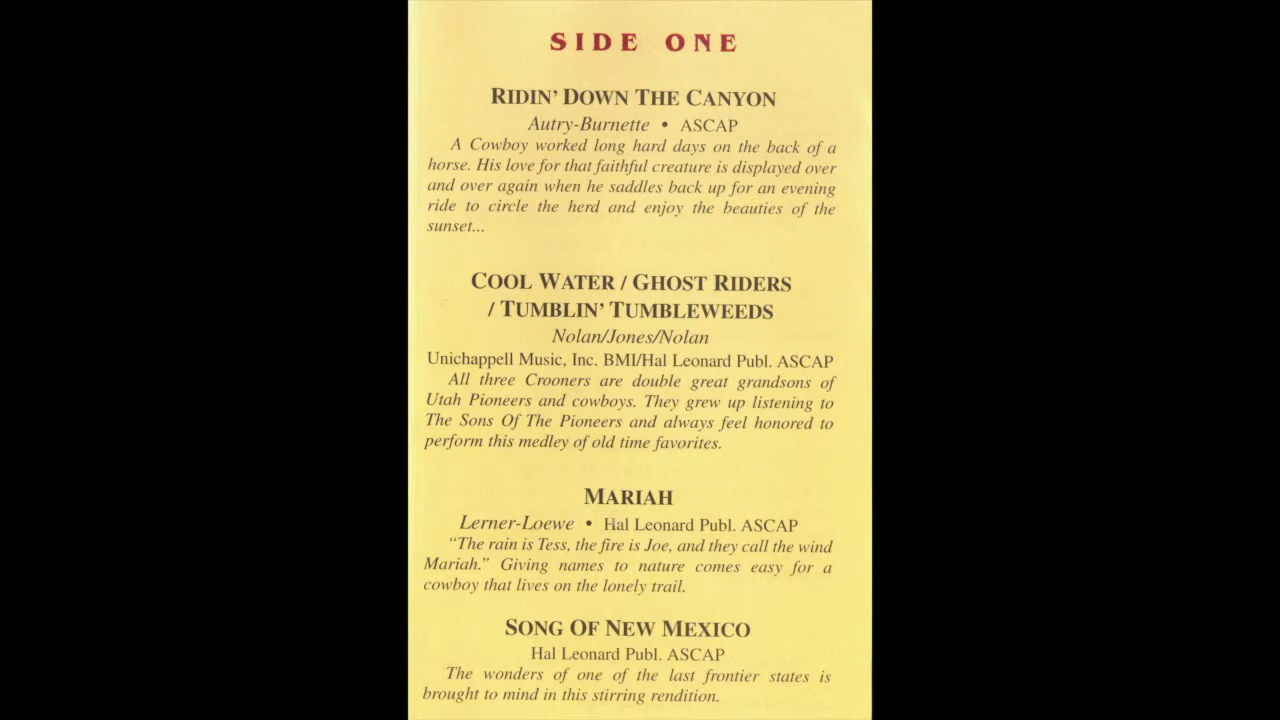 SIDE ONE
RIDIN' DOWN THE CANYON
Autry-Burnette • ASCAP
A Cowboy worked long hard days on the back of a
horse. His love for that faithful creature is displayed over
and over again when he saddles back up for an evening
ride to circle the herd and enjoy the beauties of the
sunset...
COOL WATER / GHOST RIDERS
/ TUMBLIN' TUMBLEWEEDS
Nolan/Jones/Nolan
Unichappell Music, Inc. BMI/Hal Leonard Publ. ASCAP
All three Crooners are double great grandsons of
Utah Pioneers and cowboys. They grew up listening to
The Sons Of The Pioneers and always feel honored to
perform this medley of old time favorites.
MARIAH
Lerner-Loewe • Hal Leonard Publ. ASCAP
“The rain is Tess, the fire is Joe, and they call the wind
Mariah.” Giving names to nature comes easy for a
cowboy that lives on the lonely trail.
SONG OF NEW MEXICO
Hal Leonard Publ. ASCAP
The wonders of one of the last frontier states is
brought to mind in this stirring rendition.